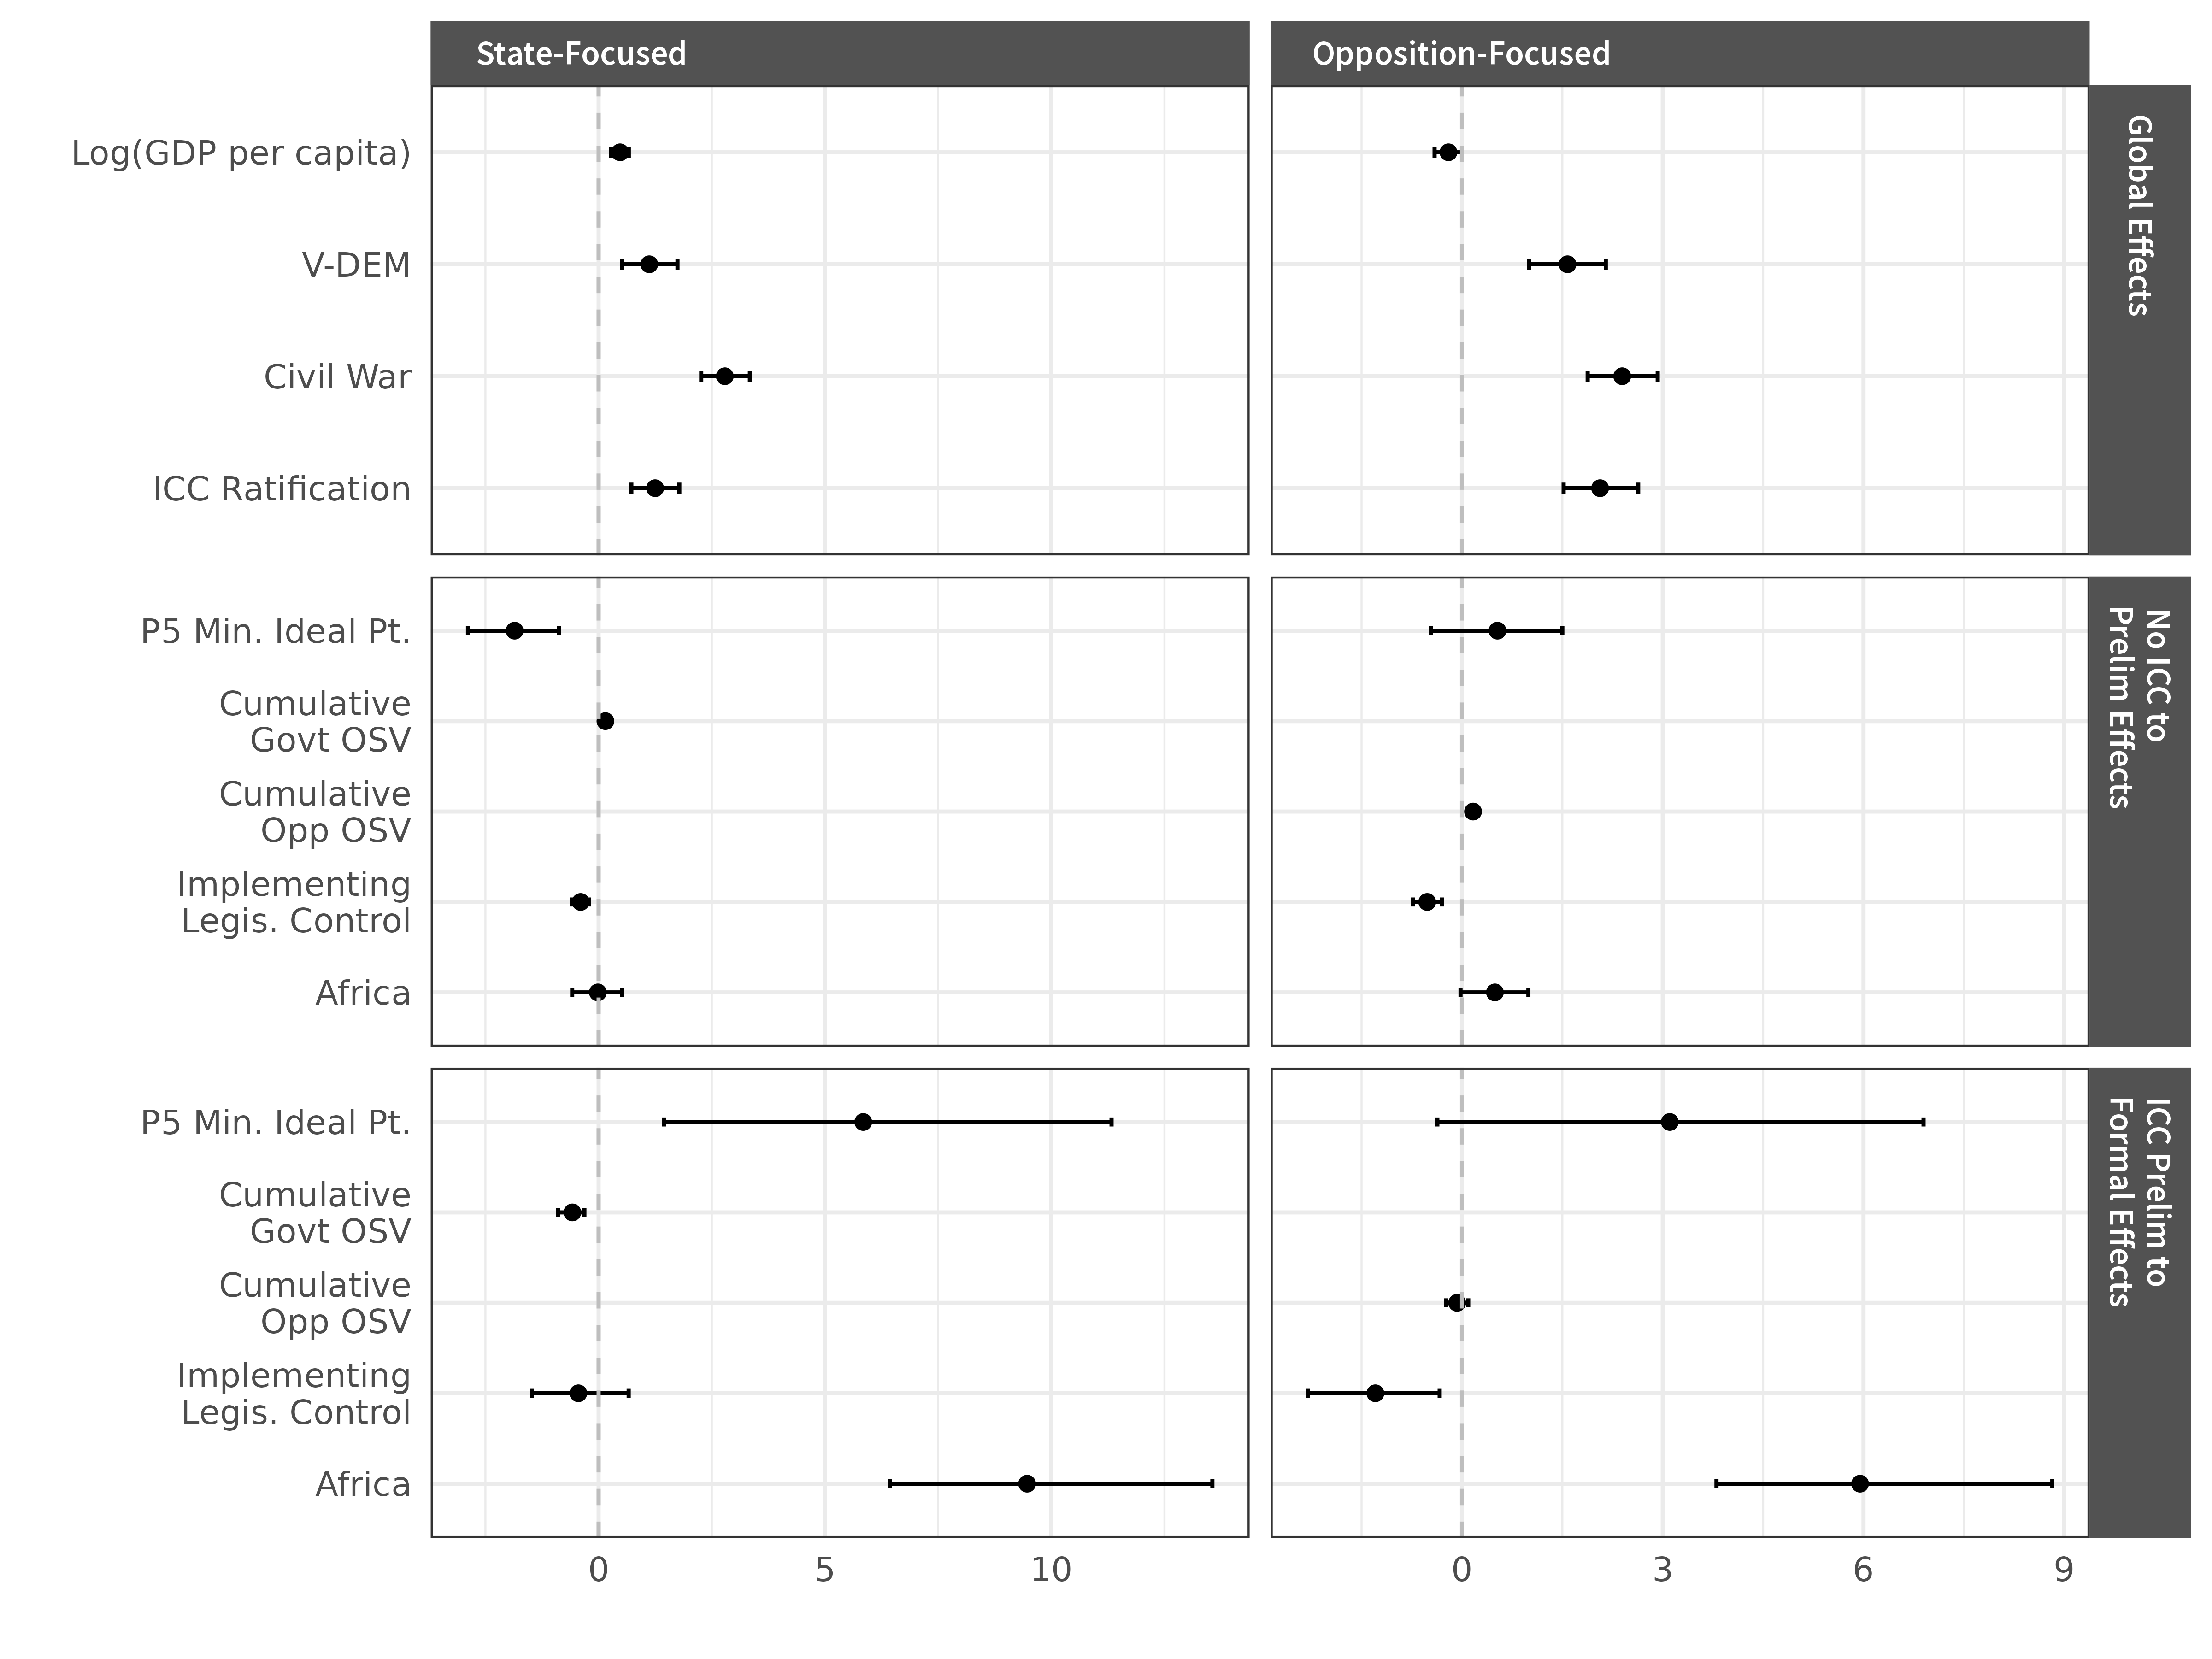 State-Focused
Opposition-Focused
Global Effects
Log(GDP per capita)
V-DEM
Civil War
ICC Ratification
No ICC to
Prelim Effects
P5 Min. Ideal Pt.
Cumulative
Govt OSV
Cumulative
Opp OSV
Implementing
Legis. Control
Africa
ICC Prelim to
Formal Effects
P5 Min. Ideal Pt.
Cumulative
Govt OSV
Cumulative
Opp OSV
Implementing
Legis. Control
Africa
0 5 10
0 3 6 9